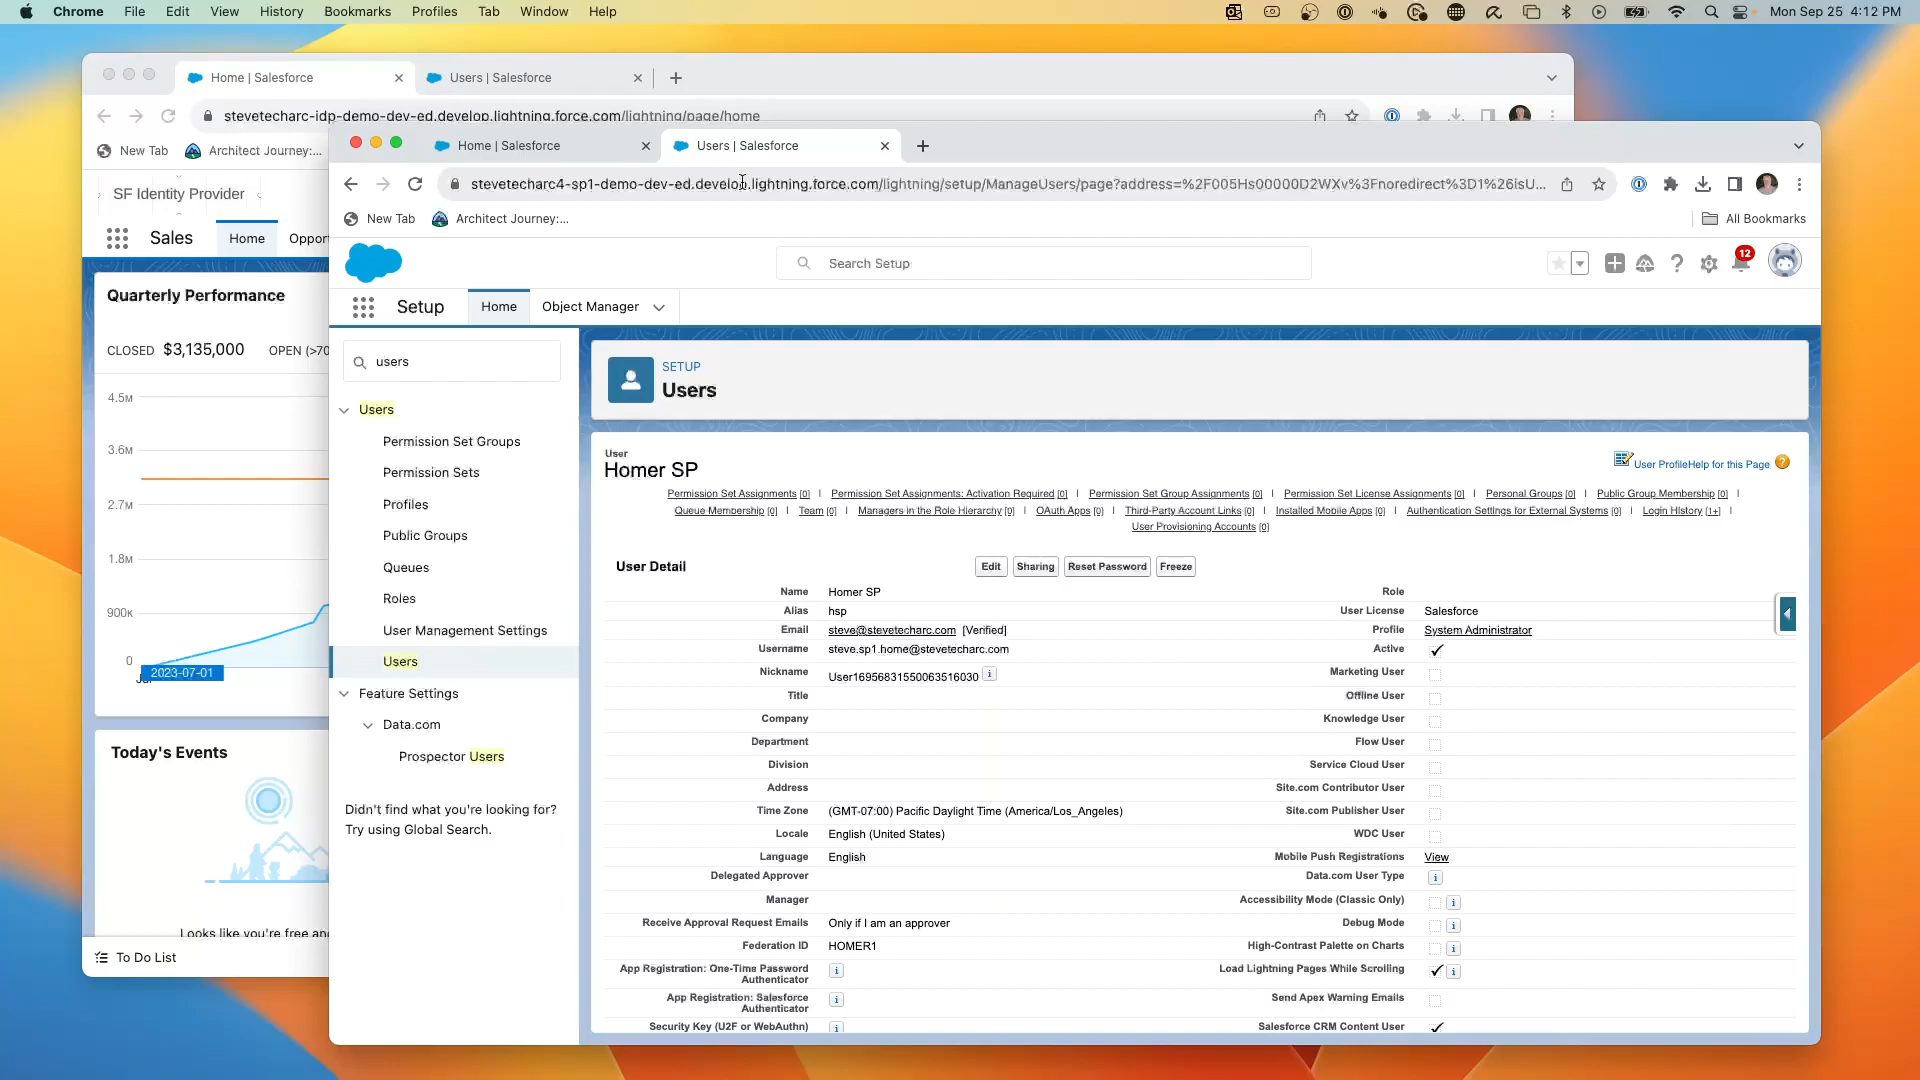 Chrome File Edit View History Bookmarks Profiles Tab Window Help Mon Sep 25 4:12 PM
Home | Salesforce
Users | Salesforce
stevetecharc-idp-demo-dev-ed.develop.lightning.force.com/lightning/page/home
New Tab
Architect Journey:...
SF Identity Provider
Sales
Home
Opport
Quarterly Performance
CLOSED $3,135,000 OPEN (>70
4.5M
3.6M
2.7M
1.8M
900K
0
2023-07-01
Today's Events
Looks like you're free and
To Do List
Home | Salesforce
Users | Salesforce
stevetecharc4-sp1-demo-dev-ed.develop.lightning.force.com/lightning/setup/ManageUsers/page?address=%2F005Hs00000D2WXv%3Fnoredirect%3D1%26isU...
New Tab
Architect Journey:...
All Bookmarks
Search Setup
12
Setup
Home
Object Manager
users
Users
Permission Set Groups
Permission Sets
Profiles
Public Groups
Queues
Roles
User Management Settings
Users
Feature Settings
Data.com
Prospector Users
Didn't find what you're looking for?
Try using Global Search.
SETUP
Users
User
Homer SP
User Profile Help for this Page ?
Permission Set Assignments [0] | Permission Set Assignments: Activation Required [0] | Permission Set Group Assignments [0] | Permission Set License Assignments [0] | Personal Groups [0] | Public Group Membership [0] |
Queue Membership [0] | Team [0] | Managers in the Role Hierarchy [0] | OAuth Apps [0] | Third-Party Account Links [0] | Installed Mobile Apps [0] | Authentication Settings for External Systems [0] | Login History [1+] |
User Provisioning Accounts [0]
User Detail
Edit Sharing Reset Password Freeze
Name Homer SP Role
Alias hsp User License Salesforce
Email steve@stevetecharc.com [Verified] Profile System Administrator
Username steve.sp1.home@stevetecharc.com Active
Nickname User16956831550063516030 i Marketing User
Title Offline User
Company Knowledge User
Department Flow User
Division Service Cloud User
Address Site.com Contributor User
Time Zone (GMT-07:00) Pacific Daylight Time (America/Los_Angeles) Site.com Publisher User
Locale English (United States) WDC User
Language English Mobile Push Registrations View
Delegated Approver Data.com User Type i
Manager Accessibility Mode (Classic Only) i
Receive Approval Request Emails Only if I am an approver Debug Mode i
Federation ID HOMER1 High-Contrast Palette on Charts i
App Registration: One-Time Password Authenticator i Load Lightning Pages While Scrolling i
App Registration: Salesforce Authenticator i Send Apex Warning Emails
Security Key (U2F or WebAuthn) i Salesforce CRM Content User